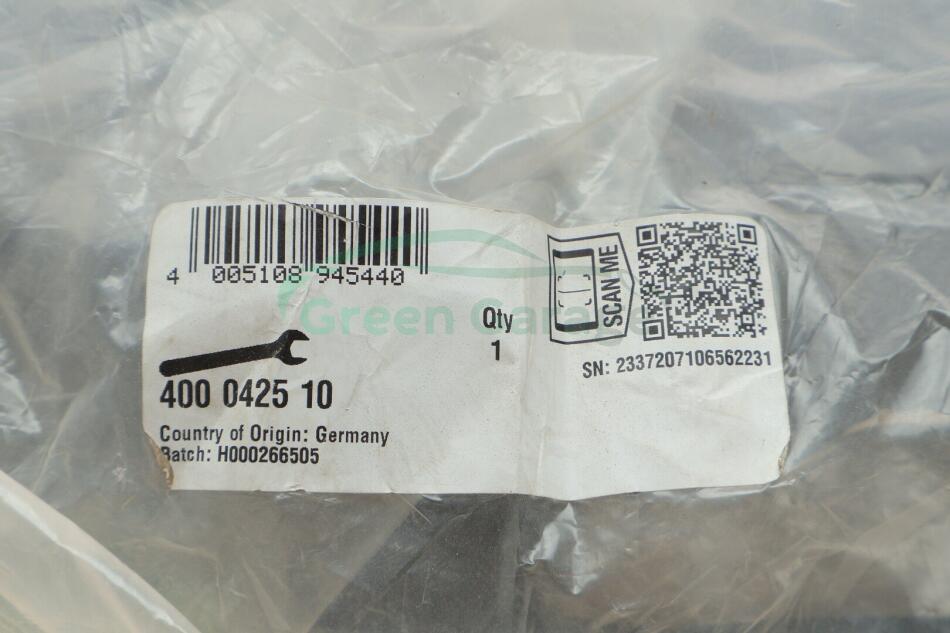 4 005108 945440
Green Garage
Qty
1
SCAN ME
SN: 2337207106562231
400 0425 10
Country of Origin: Germany
Batch: H000266505